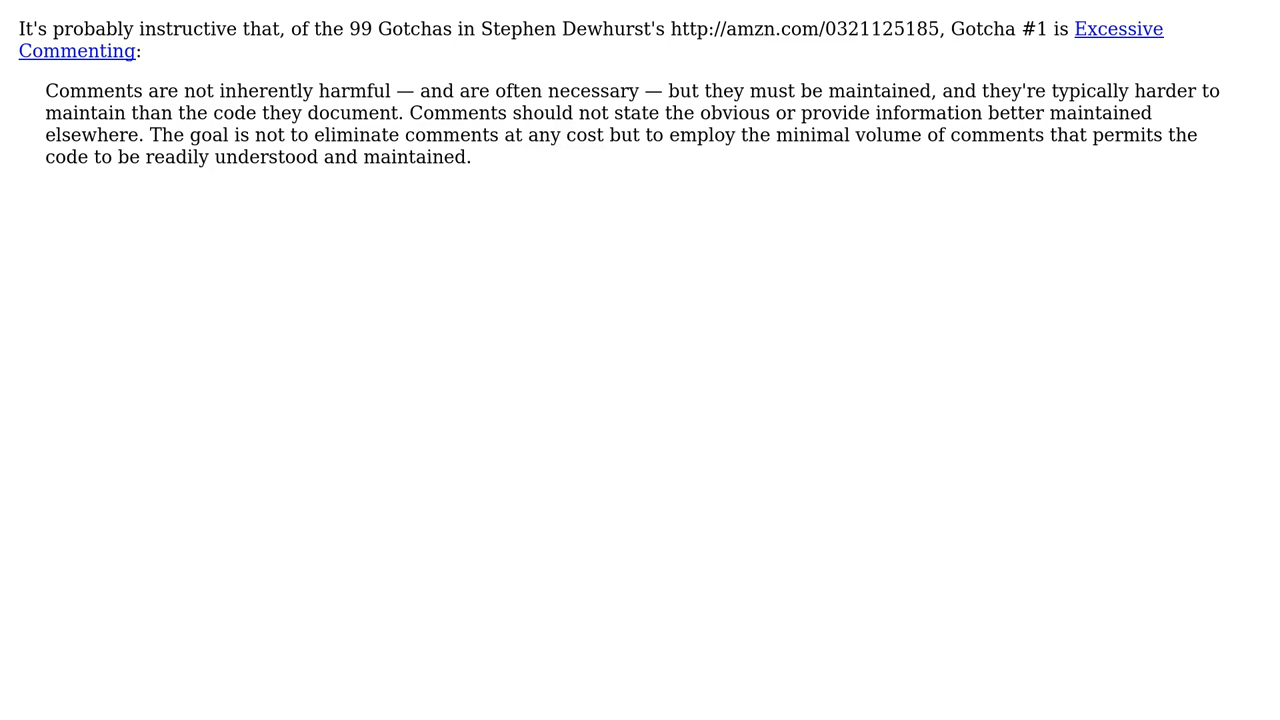 It's probably instructive that, of the 99 Gotchas in Stephen Dewhurst's http://amzn.com/0321125185, Gotcha #1 is Excessive
Commenting:
Comments are not inherently harmful — and are often necessary — but they must be maintained, and they're typically harder to
maintain than the code they document. Comments should not state the obvious or provide information better maintained
elsewhere. The goal is not to eliminate comments at any cost but to employ the minimal volume of comments that permits the
code to be readily understood and maintained.